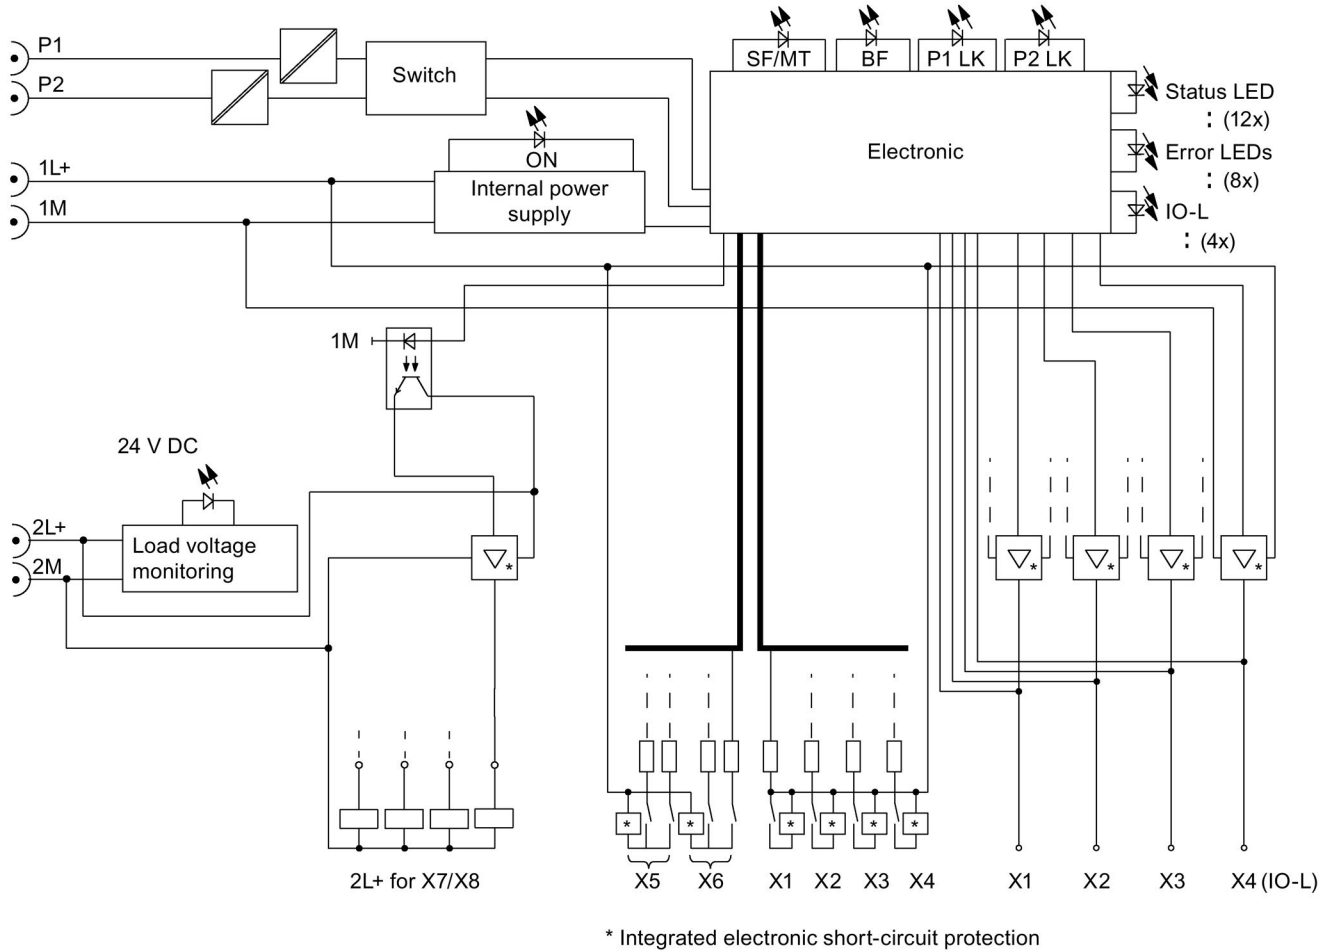 P1
P2
Switch
SF/MT
BF
P1 LK
P2 LK
Status LED
: (12x)
Electronic
Error LEDs
: (8x)
IO-L
: (4x)
1L+
1M
ON
Internal power
supply
1M
24 V DC
2L+
2M
Load voltage
monitoring
*
*
*
*
*
*
*
*
*
*
*
2L+ for X7/X8
X5
X6
X1
X2
X3
X4
X1
X2
X3
X4 (IO-L)
* Integrated electronic short-circuit protection